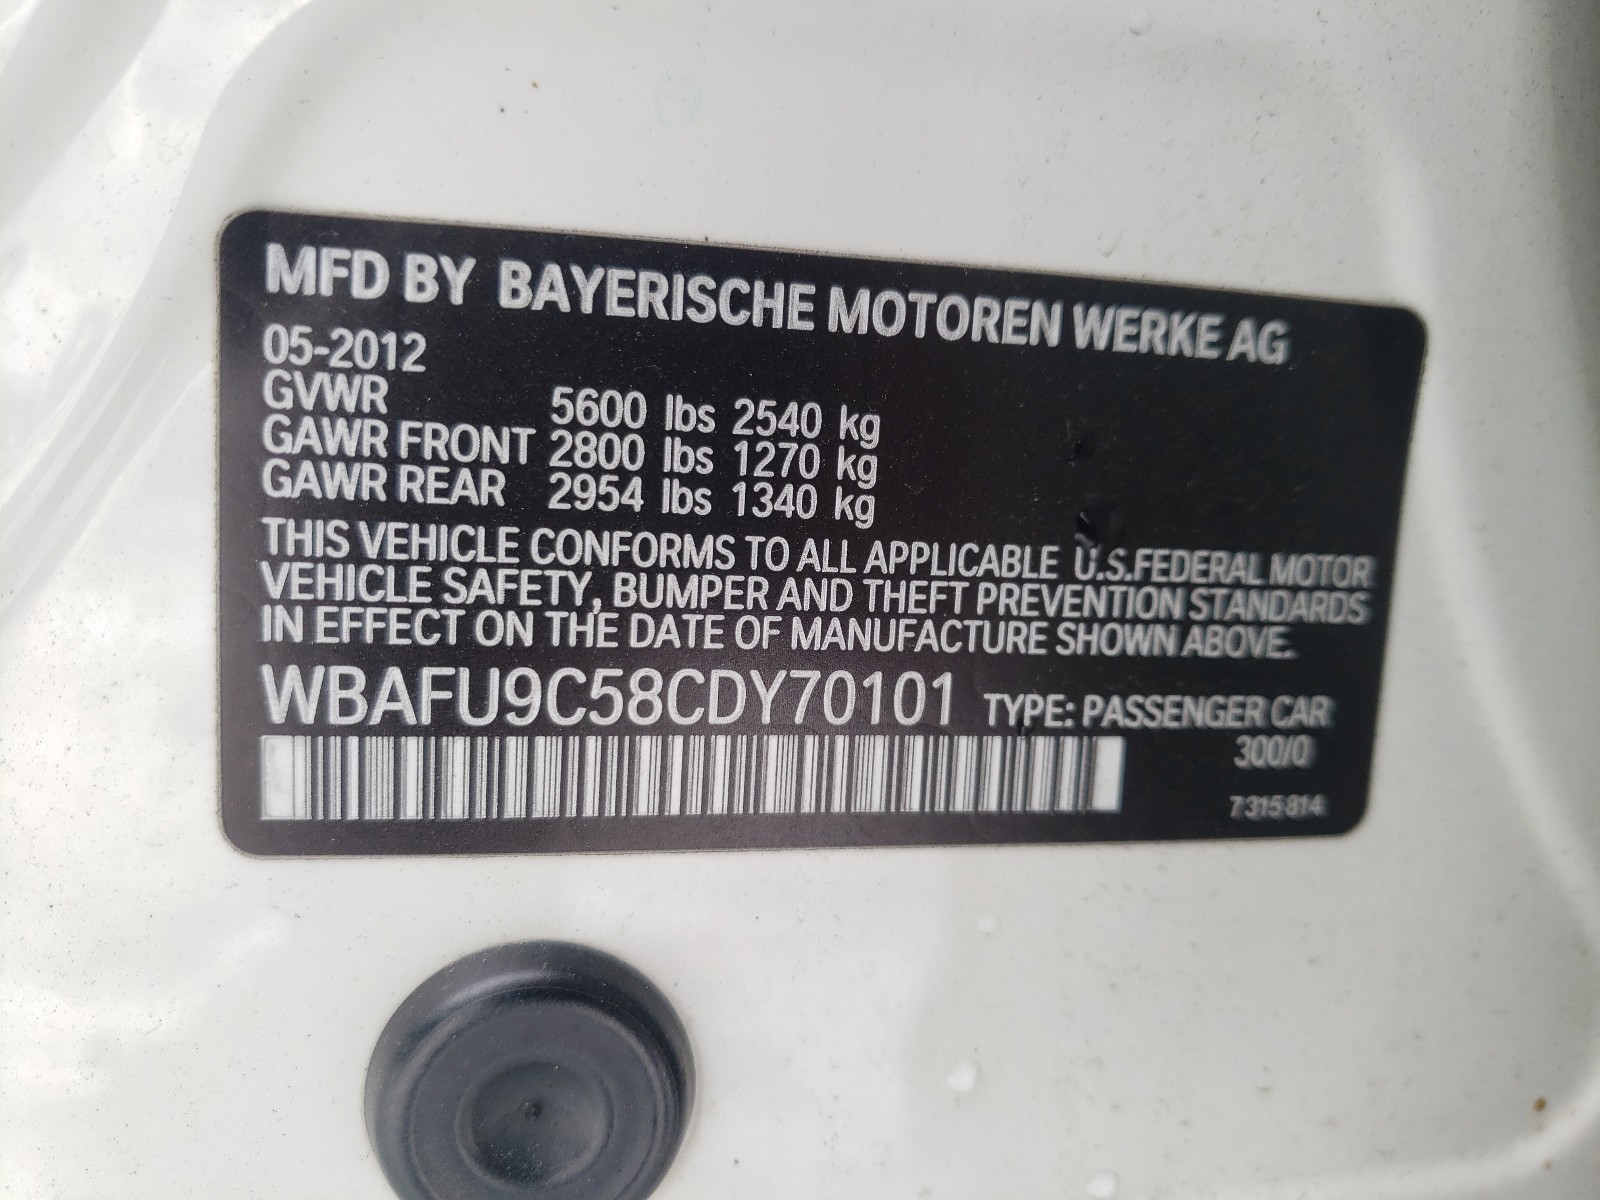 MFD BY BAYERISCHE MOTOREN WERKE AG
05-2012
GVWR 5600 lbs 2540 kg
GAWR FRONT 2800 lbs 1270 kg
GAWR REAR 2954 lbs 1340 kg
THIS VEHICLE CONFORMS TO ALL APPLICABLE U.S.FEDERAL MOTOR
VEHICLE SAFETY, BUMPER AND THEFT PREVENTION STANDARDS
IN EFFECT ON THE DATE OF MANUFACTURE SHOWN ABOVE.
WBAFU9C58CDY70101 TYPE: PASSENGER CAR
300/0
7315814